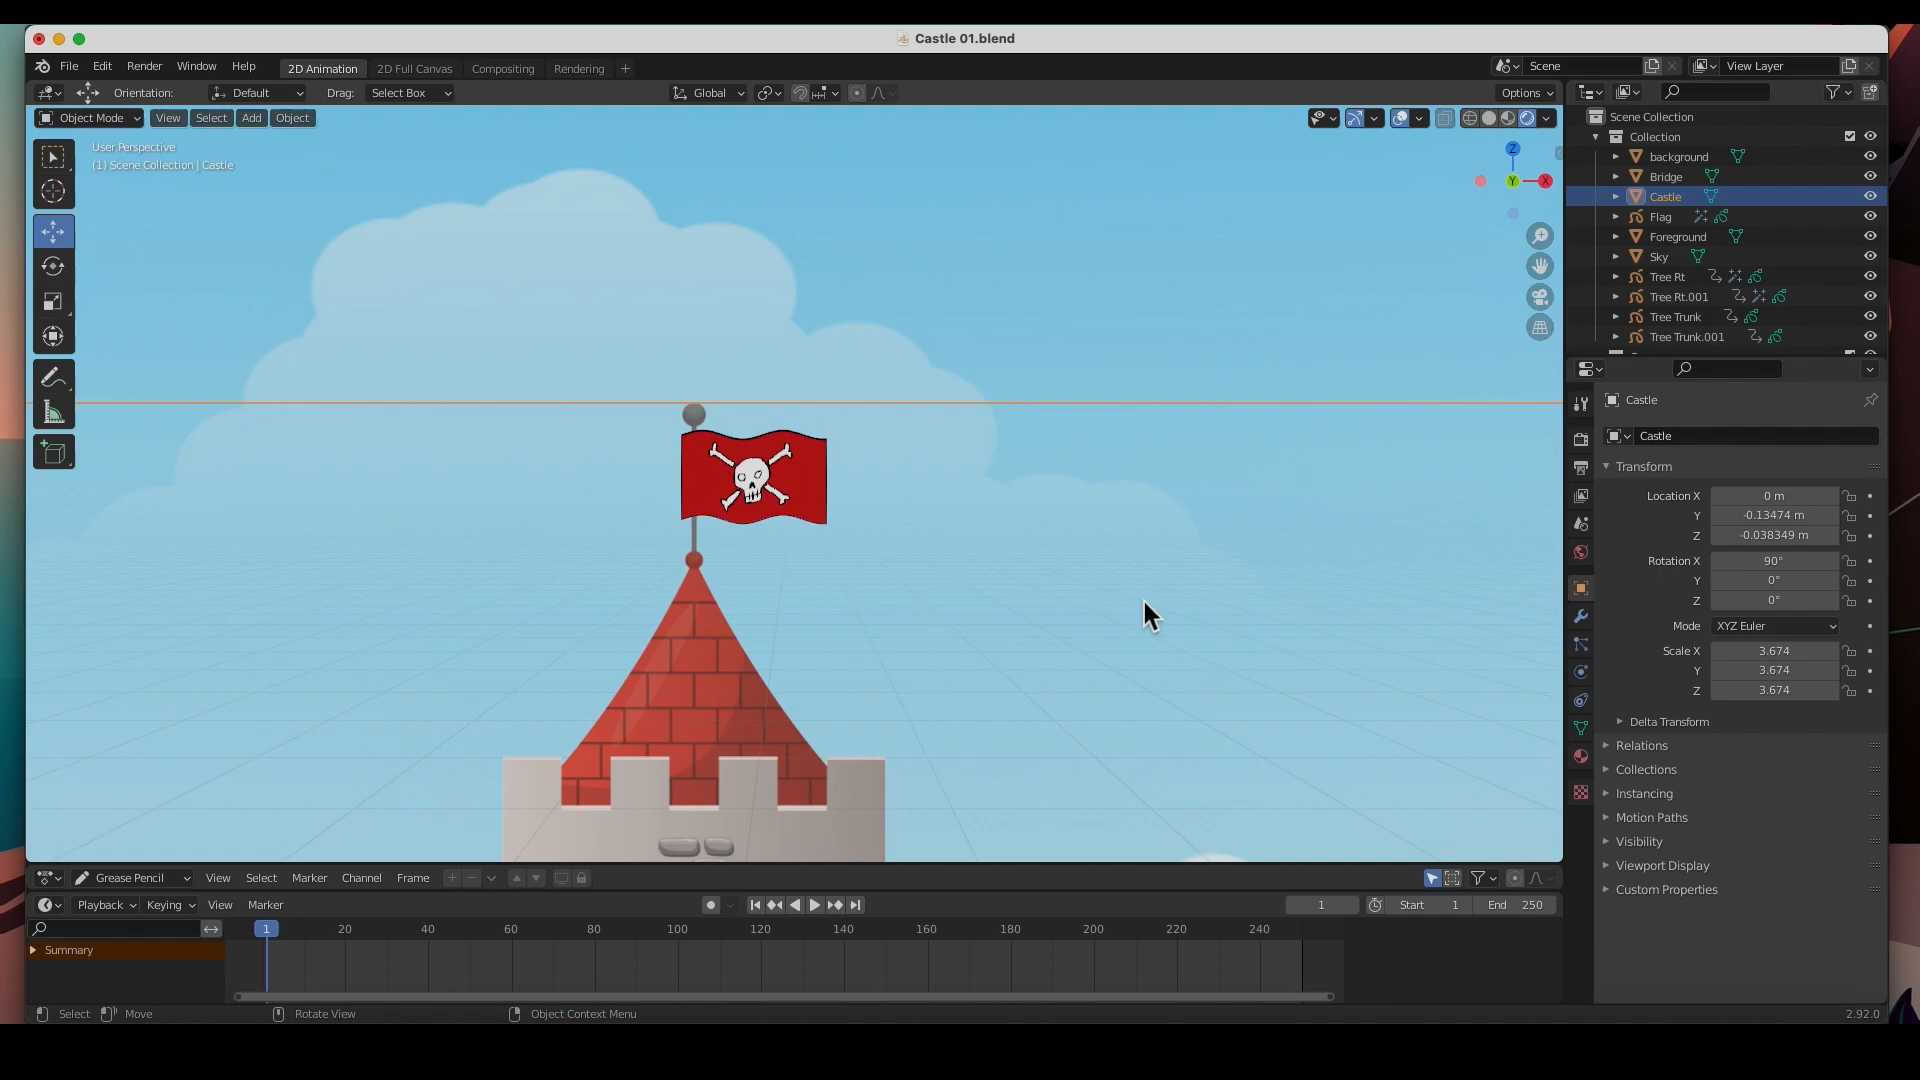 Castle 01.blend
File Edit Render Window Help 2D Animation 2D Full Canvas Compositing Rendering + Scene View Layer
Orientation: Default Drag: Select Box Global Options
Object Mode View Select Add Object
User Perspective
(1) Scene Collection | Castle
Z
Y
X
Scene Collection
Collection
background
Bridge
Castle
Flag
Foreground
Sky
Tree Rt
Tree Rt.001
Tree Trunk
Tree Trunk.001
Castle
Castle
Transform
Location X 0 m
Y -0.13474 m
Z -0.038349 m
Rotation X 90°
Y 0°
Z 0°
Mode XYZ Euler
Scale X 3.674
Y 3.674
Z 3.674
Delta Transform
Relations
Collections
Instancing
Motion Paths
Visibility
Viewport Display
Custom Properties
Grease Pencil View Select Marker Channel Frame
Playback Keying View Marker 1 Start 1 End 250
1 20 40 60 80 100 120 140 160 180 200 220 240
Summary
Select Move Rotate View Object Context Menu 2.92.0